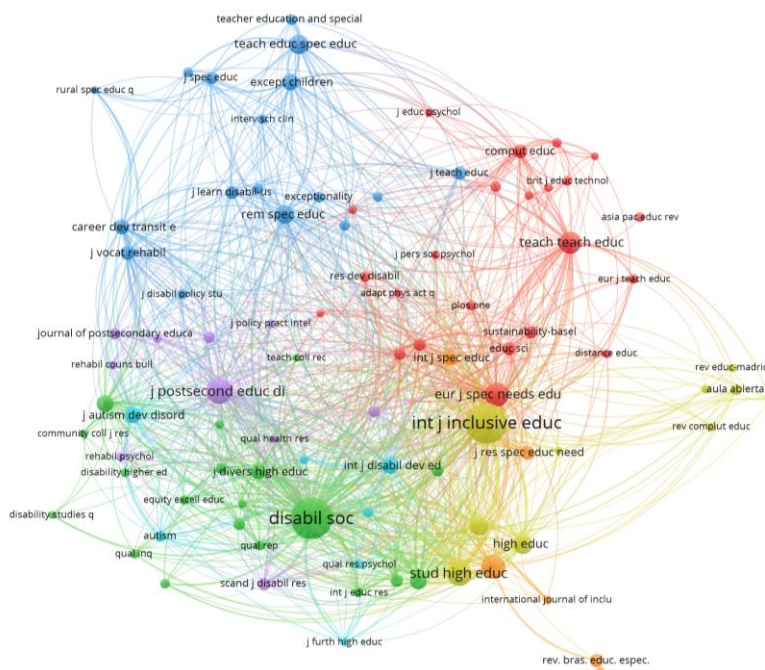 teacher education and special
teach educ spec educ
j spec educ
except children
rural spec educ q
interv sch clin
j educ psychol
comput educ
j teach educ
brit j educ technol
j learn disabil-us
exceptionality
rem spec educ
asia pac educ rev
career dev transit e
teach teach educ
j vocat rehabil
j pers soc psychol
res dev disabil
eur j teach educ
j disabil policy stu
adapt phys act q
plos one
j policy pract intel
journal of postsecondary educa
sustainability-basel
educ sci
distance educ
teach coll rec
int j spec educ
rehabil couns bull
rev educ-madrid
j postsecond educ di
eur j spec needs edu
aula abierta
j autism dev disord
int j inclusive educ
rev complut educ
community coll j res
qual health res
j res spec educ need
rehabil psychol
int j disabil dev ed
disability higher ed
j divers high educ
equity excell educ
disability studies q
disabil soc
autism
qual rep
high educ
qual inq
qual res psychol
stud high educ
scand j disabil res
int j educ res
international journal of inclu
j furth high educ
rev. bras. educ. espec.